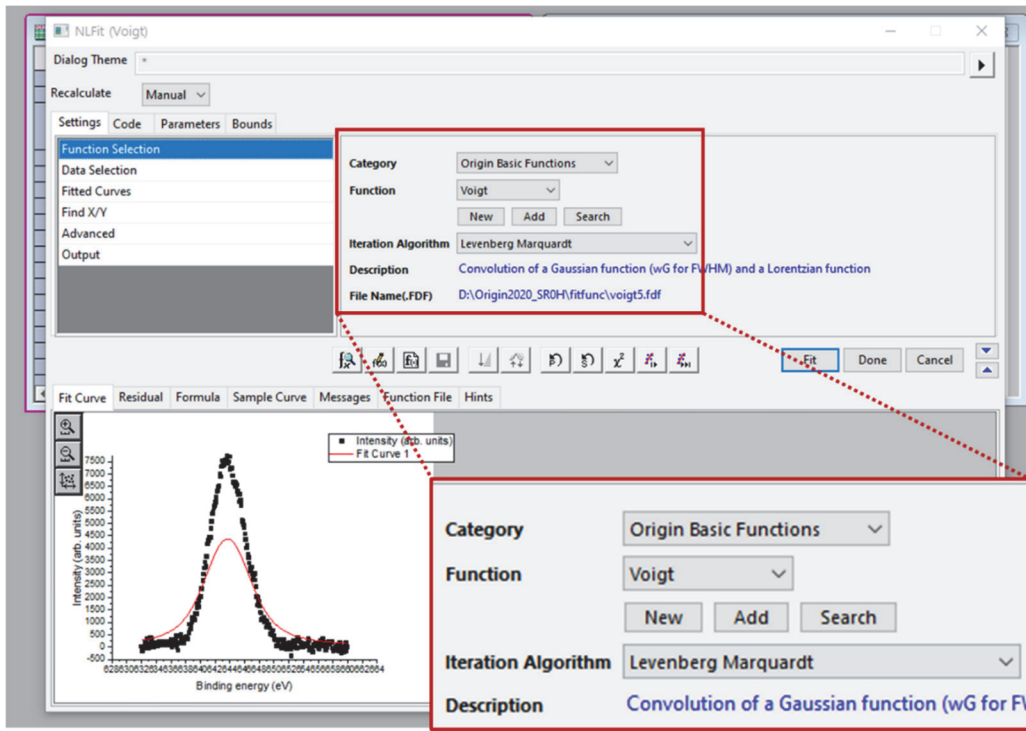 NLFit (Voigt)
Dialog Theme *
Recalculate Manual
Settings Code Parameters Bounds
Function Selection
Data Selection
Fitted Curves
Find X/Y
Advanced
Output
Category Origin Basic Functions
Function Voigt
New Add Search
Iteration Algorithm Levenberg Marquardt
Description Convolution of a Gaussian function (wG for FWHM) and a Lorentzian function
File Name(.FDF) D:\Origin2020_SR0H\fitfunc\voigt5.fdf
Fit Done Cancel
Fit Curve Residual Formula Sample Curve Messages Function File Hints
Intensity (arb. units)
Fit Curve 1
7500
7000
6000
5500
5000
4500
4000
3500
3000
2500
2000
1500
1000
500
0
-500
Intensity (arb. units)
Binding energy (eV)
Category Origin Basic Functions
Function Voigt
New Add Search
Iteration Algorithm Levenberg Marquardt
Description Convolution of a Gaussian function (wG for FW